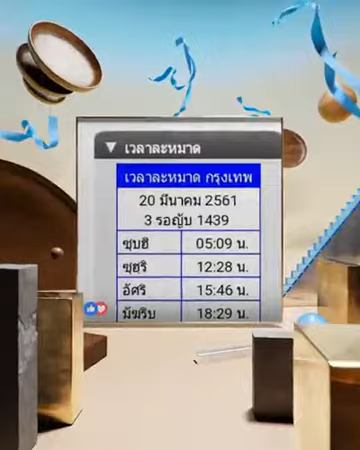 ▼ เวลาละหมาด
เวลาละหมาด กรุงเทพ
20 มีนาคม 2561
3 รอญับ 1439
ซุบฮิ 05:09 น.
ซุฮฺริ 12:28 น.
อัศริ 15:46 น.
มัฆริบ 18:29 น.